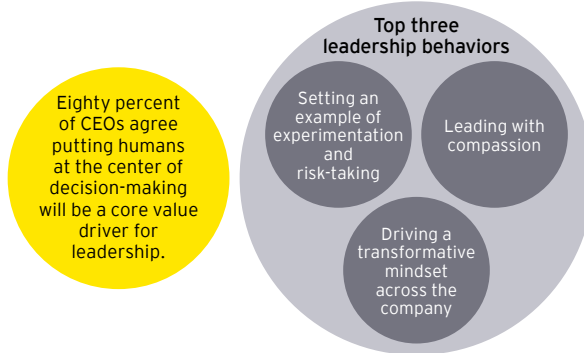 Eighty percent
of CEOs agree
putting humans
at the center of
decision-making
will be a core value
driver for
leadership.
Top three
leadership behaviors
Setting an
example of
experimentation
and
risk-taking
Leading with
compassion
Driving a
transformative
mindset
across the
company